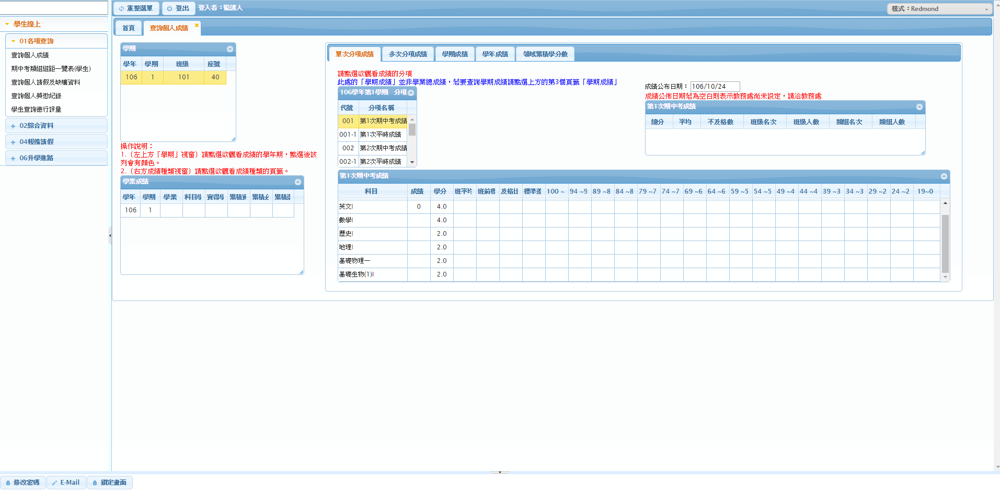 重整選單 登出 登入者：監護人 樣式：Redmond
學生線上
01各項查詢
查詢個人成績
期中考類組組距一覽表(學生)
查詢個人請假及缺曠資料
查詢個人獎懲紀錄
學生查詢德行評量
02綜合資料
04報備請假
06升學進路
首頁 查詢個人成績
學期
學年 學期 班級 座號
106 1 101 40
操作說明：
1.〔左上方「學期」視窗〕請點選欲觀看成績的學年期，點選後該
列會有顏色。
2.〔右方成績種類視窗〕請點選欲觀看成績種類的頁籤。
學業成績
學年 學期 學業 科目學 實得學 累積實 累積必 累積選
106 1
單次分項成績 多次分項成績 學期成績 學年成績 領域累積學分數
請點選欲觀看成績的分項
此處的「學期成績」並非學業總成績，若要查詢學期成績請點選上方的第3個頁籤「學期成績」
106學年第1學期 分項
代號 分項名稱
001 第1次期中考成績
001-1 第1次平時成績
002 第2次期中考成績
002-1 第2次平時成績
成績公布日期： 106/10/24
成績公佈日期若為空白則表示教務處尚未設定，請洽教務處
第1次期中考成績
總分 平均 不及格數 班級名次 班級人數 類組名次 類組人數
第1次期中考成績
科目 成績 學分 班平均 班前標 及格比 標準差 100 ~ 94 ~9 89 ~8 84 ~8 79 ~7 74 ~7 69 ~6 64 ~6 59 ~5 54 ~5 49 ~4 44 ~4 39 ~3 34 ~3 29 ~2 24 ~2 19~0
英文I 0 4.0
數學I 4.0
歷史I 2.0
地理I 2.0
基礎物理一 2.0
基礎生物(1)I 2.0
修改密碼 E-Mail 鎖定畫面